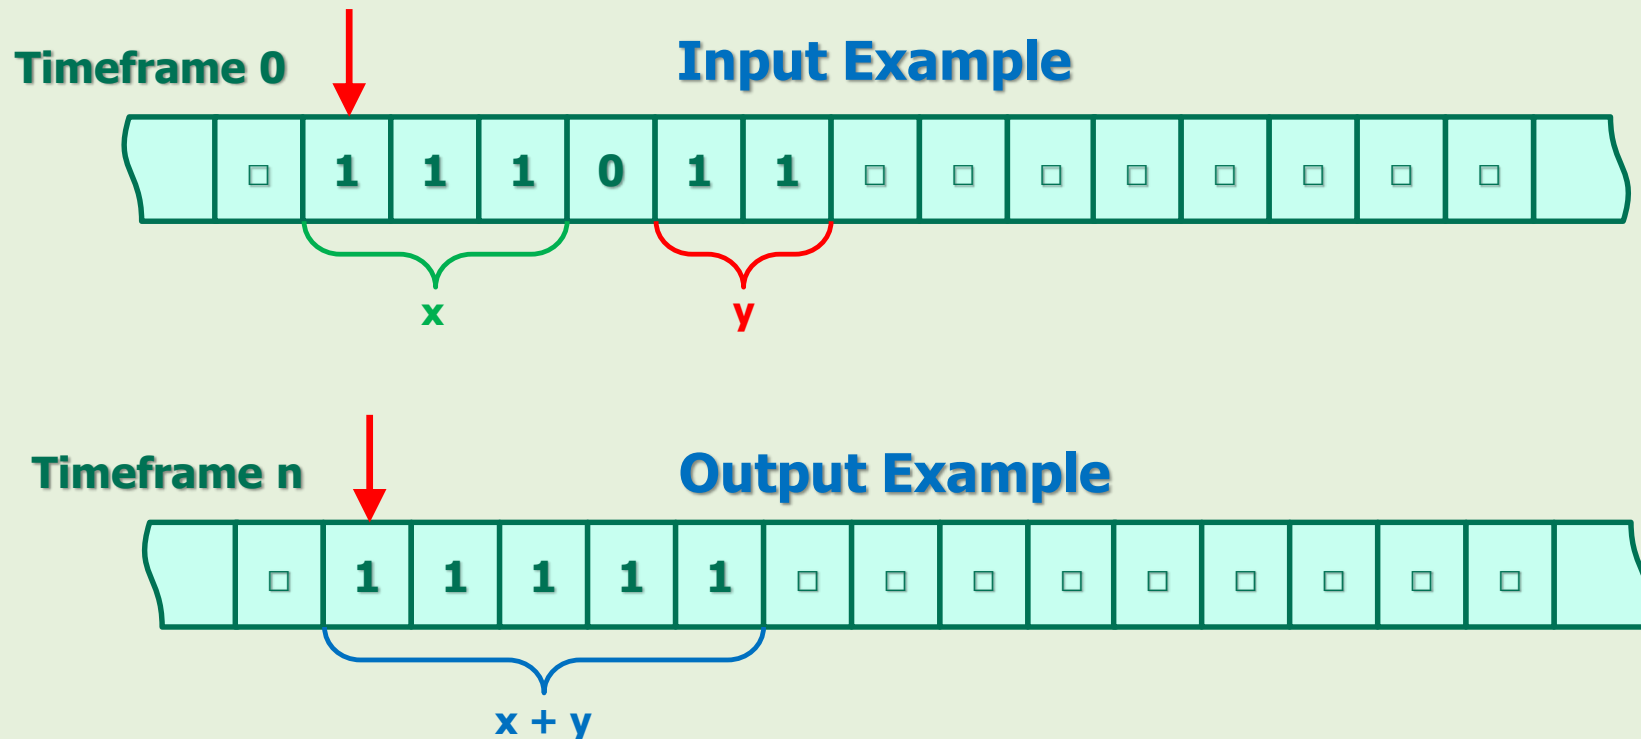 Timeframe 0
Input Example
□ 1 1 1 0 1 1 □ □ □ □ □ □ □ □
x y
Timeframe n
Output Example
□ 1 1 1 1 1 □ □ □ □ □ □ □ □ □
x + y